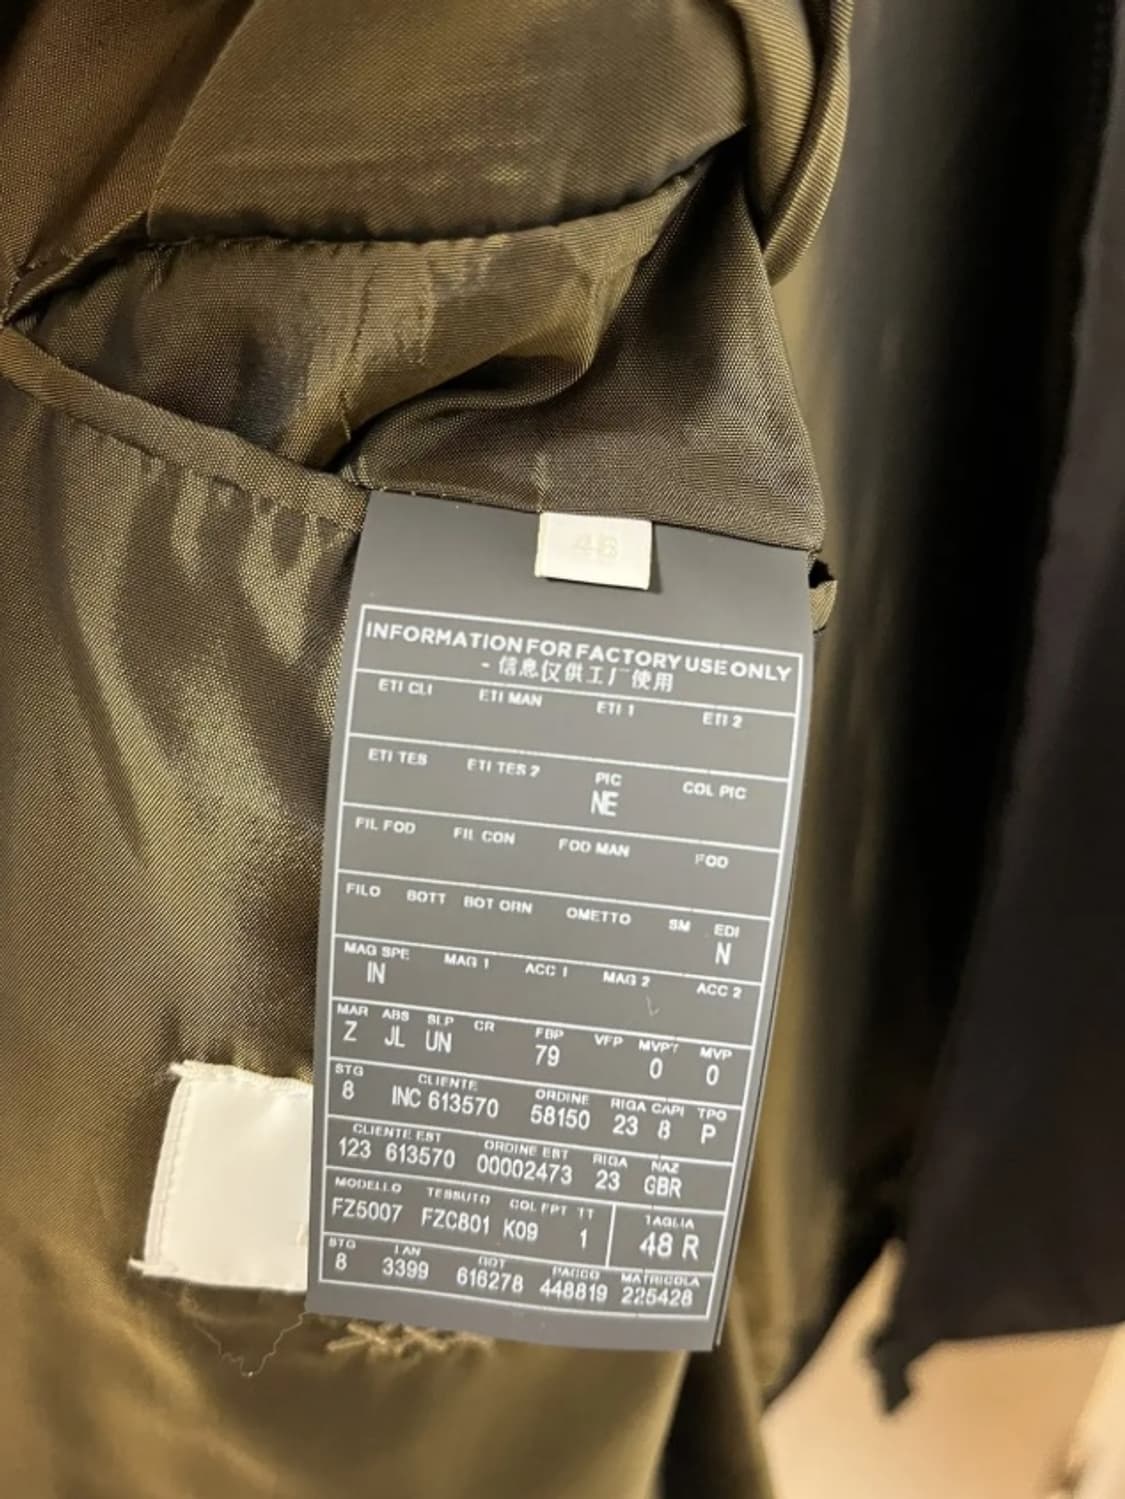 48
INFORMATION FOR FACTORY USE ONLY
- 信息仅供工厂使用
ETI CLI ETI MAN ETI 1 ETI 2
ETI TES ETI TES 2 PIC COL PIC
NE
FIL FOD FIL CON FOD MAN FOD
FILO BOTT BOT ORN OMETTO SM EDI
N
MAG SPE MAG 1 ACC 1 MAG 2 ACC 2
IN
MAR ABS SLP CR FBP VFP MVP7 MVP
Z JL UN 79 0 0
STG CLIENTE ORDINE RIGA CAPI TPO
8 INC 613570 58150 23 8 P
CLIENTE EST ORDINE EST RIGA NAZ
123 613570 00002473 23 GBR
MODELLO TESSUTO COL FPT TT TAGLIA
FZ5007 FZC801 K09 1 48 R
STG LAN DOT PACCO MATRICOLA
8 3399 616278 448819 225428